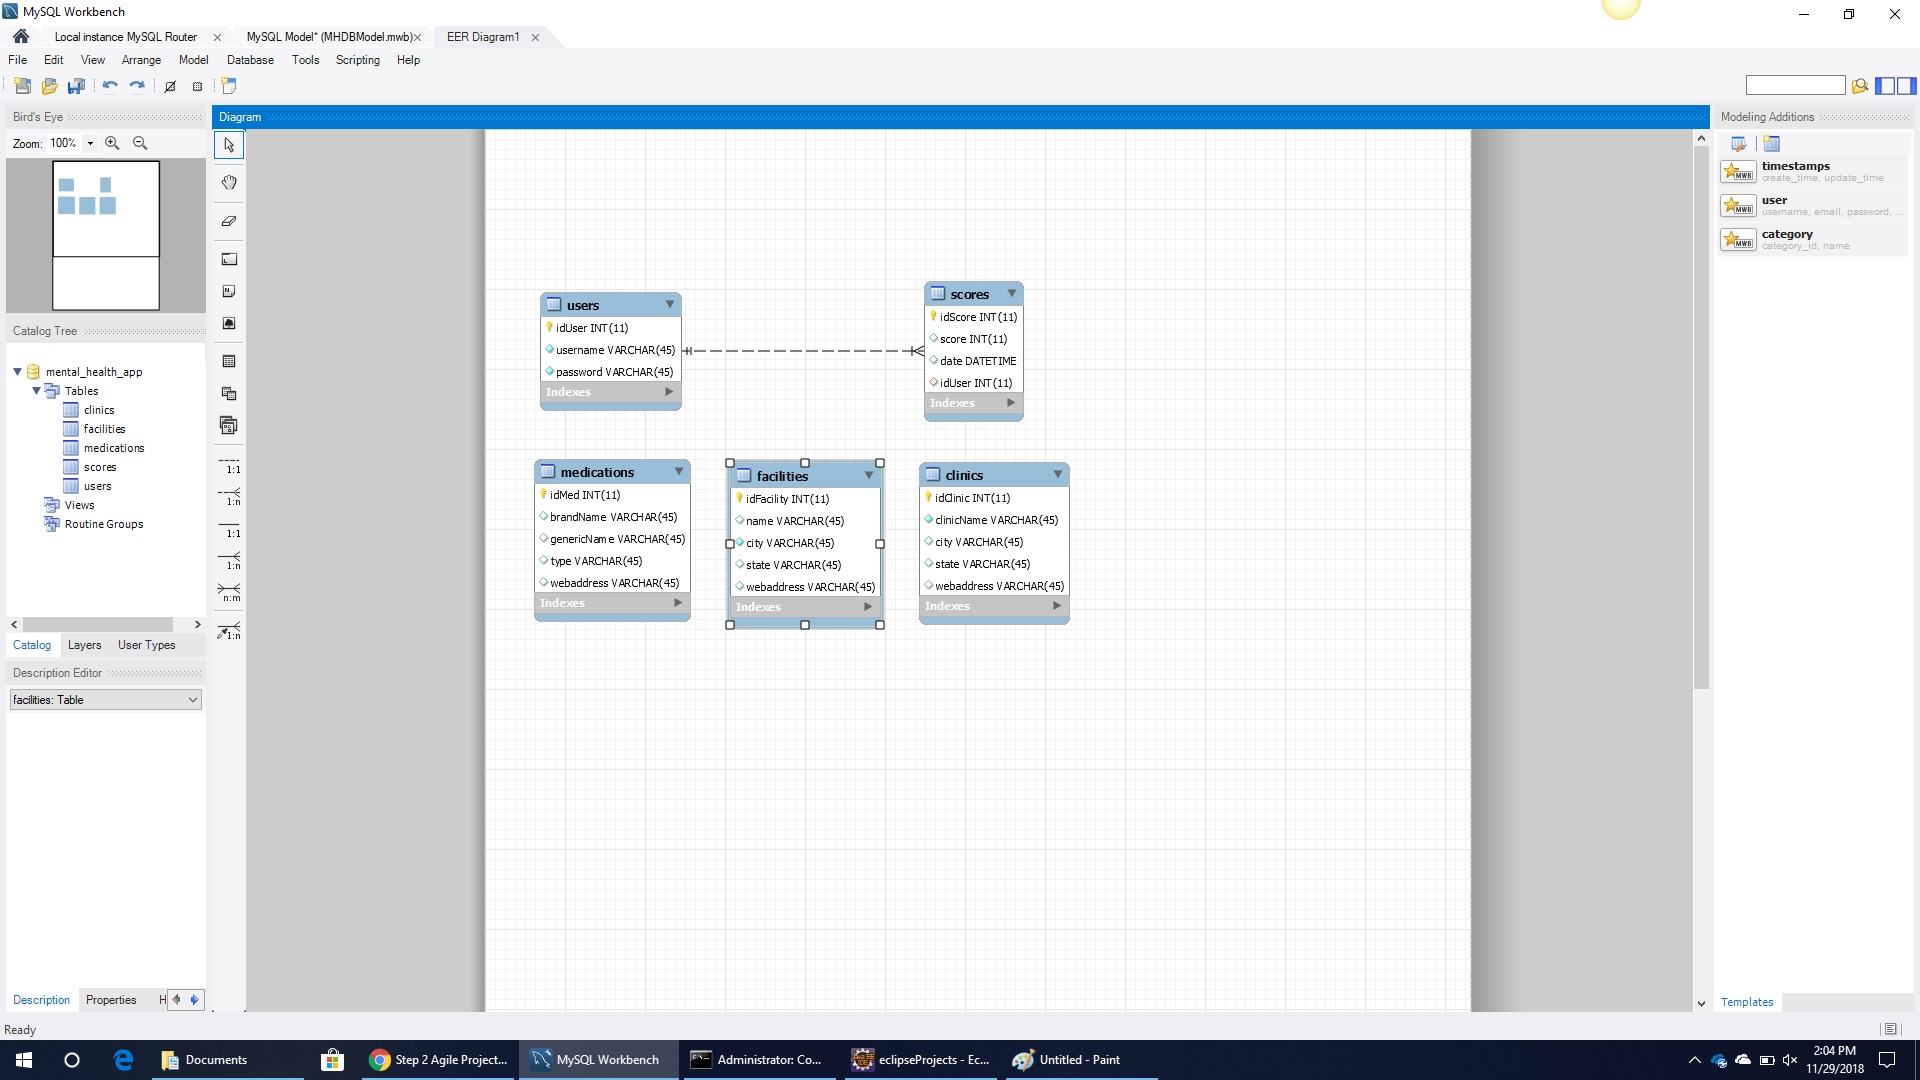 MySQL Workbench
Local instance MySQL Router
MySQL Model* (MHDBModel.mwb)
EER Diagram1
File Edit View Arrange Model Database Tools Scripting Help
Bird's Eye
Zoom: 100%
Catalog Tree
mental_health_app
Tables
clinics
facilities
medications
scores
users
Views
Routine Groups
Catalog Layers User Types
Description Editor
facilities: Table
Description Properties H
Diagram
1:1
1:n
1:1
1:n
n:m
1:n
users
idUser INT(11)
username VARCHAR(45)
password VARCHAR(45)
Indexes
scores
idScore INT(11)
score INT(11)
date DATETIME
idUser INT(11)
Indexes
medications
idMed INT(11)
brandName VARCHAR(45)
genericName VARCHAR(45)
type VARCHAR(45)
webaddress VARCHAR(45)
Indexes
facilities
idFacility INT(11)
name VARCHAR(45)
city VARCHAR(45)
state VARCHAR(45)
webaddress VARCHAR(45)
Indexes
clinics
idClinic INT(11)
clinicName VARCHAR(45)
city VARCHAR(45)
state VARCHAR(45)
webaddress VARCHAR(45)
Indexes
Modeling Additions
MWB
timestamps
create_time, update_time
MWB
user
username, email, password, ...
MWB
category
category_id, name
Templates
Ready
Documents
Step 2 Agile Project...
MySQL Workbench
Administrator: Co...
eclipseProjects - Ec...
Untitled - Paint
2:04 PM
11/29/2018